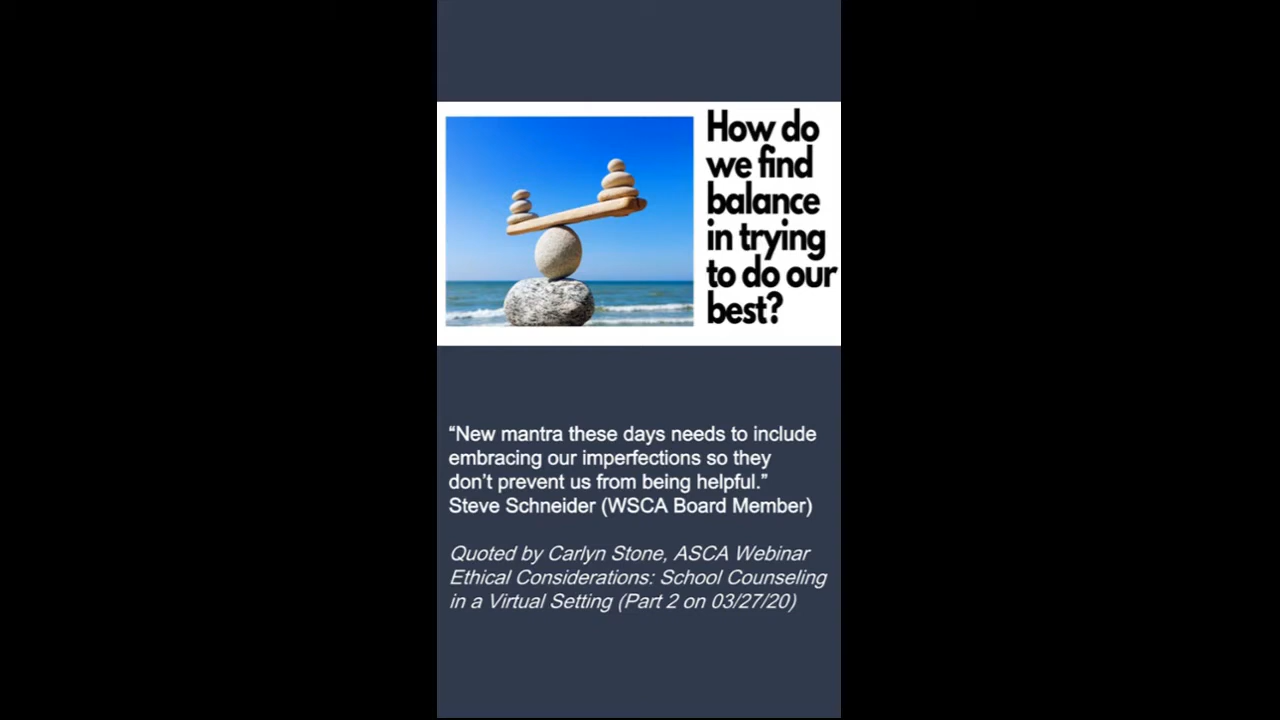 How do
we find
balance
in trying
to do our
best?
“New mantra these days needs to include
embracing our imperfections so they
don’t prevent us from being helpful.”
Steve Schneider (WSCA Board Member)
Quoted by Carlyn Stone, ASCA Webinar
Ethical Considerations: School Counseling
in a Virtual Setting (Part 2 on 03/27/20)